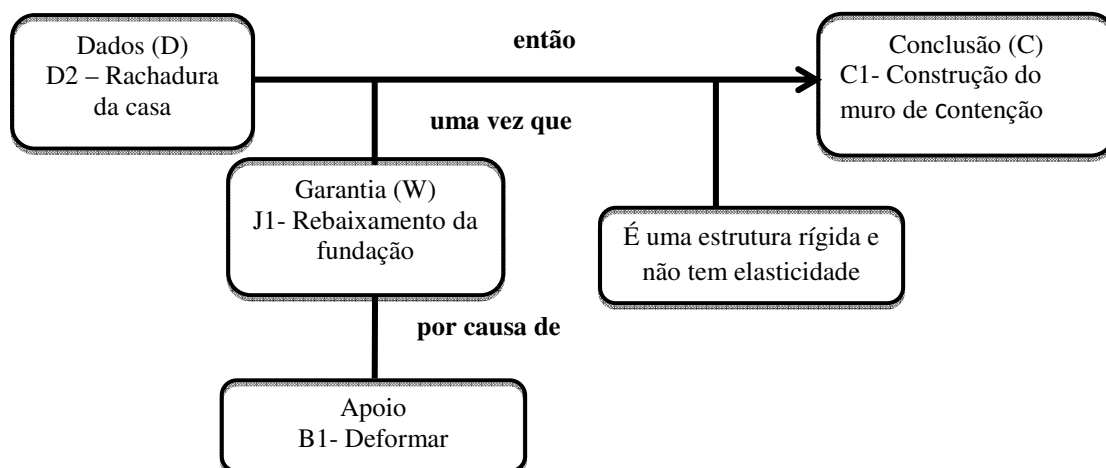 Dados (D)
D2 – Rachadura
da casa
então
Conclusão (C)
C1- Construção do
muro de contenção
uma vez que
Garantia (W)
J1- Rebaixamento da
fundação
É uma estrutura rígida e
não tem elasticidade
por causa de
Apoio
B1- Deformar